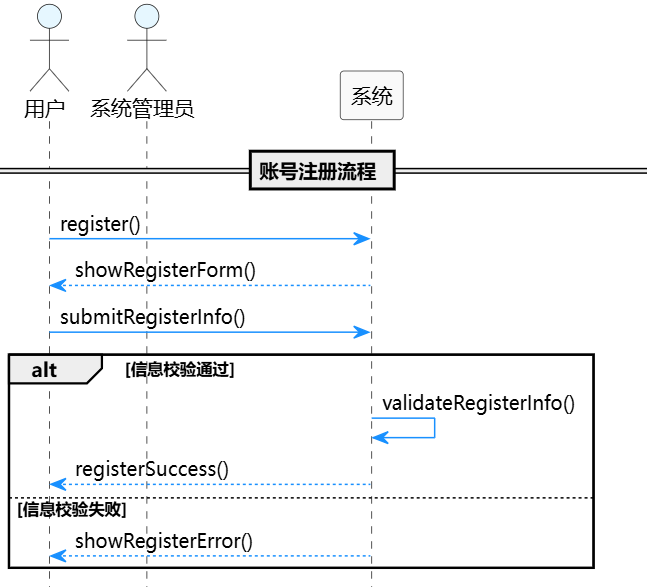 用户
系统管理员
系统
账号注册流程
register()
showRegisterForm()
submitRegisterInfo()
alt
[信息校验通过]
validateRegisterInfo()
registerSuccess()
[信息校验失败]
showRegisterError()